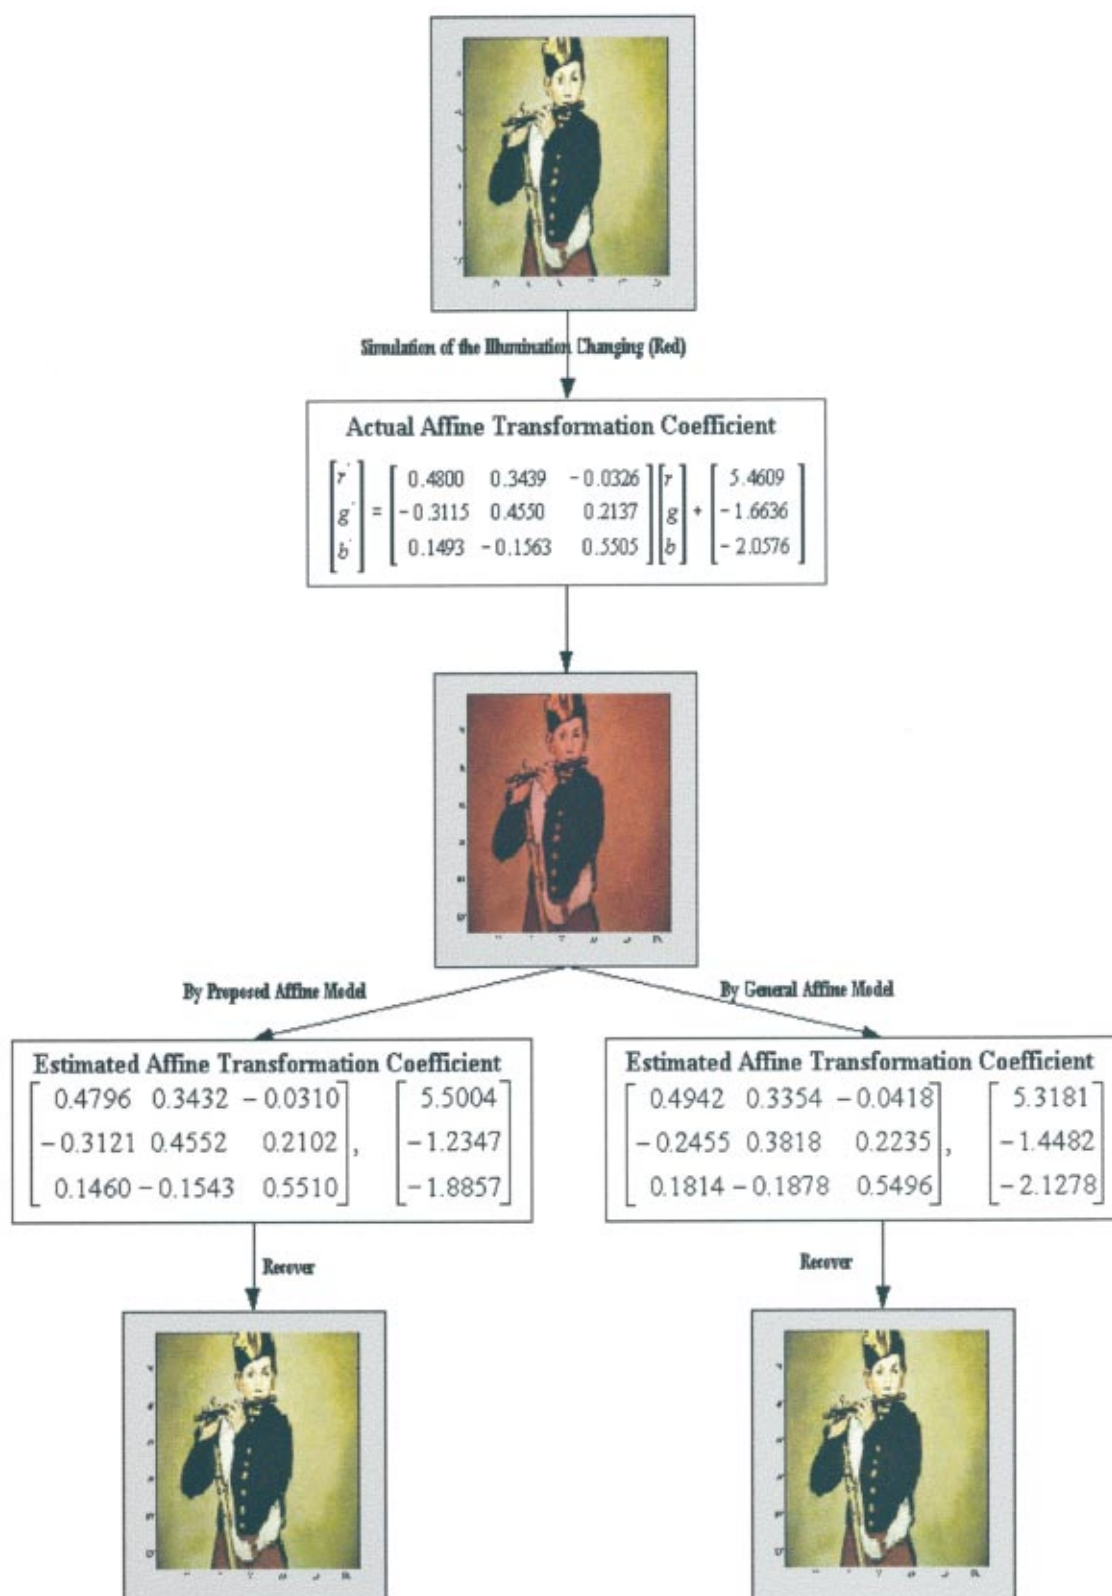 Simulation of the Illumination Changing (Red)
Actual Affine Transformation Coefficient
[r'] = [0.4800 0.3439 -0.0326] [r] + [5.4609]
[g'] [-0.3115 0.4550 0.2137] [g] [-1.6636]
[b'] [0.1493 -0.1563 0.5505] [b] [-2.0576]
By Proposed Affine Model
By General Affine Model
Estimated Affine Transformation Coefficient
[0.4796 0.3432 -0.0310] [5.5004]
[-0.3121 0.4552 0.2102], [-1.2347]
[0.1460 -0.1543 0.5510] [-1.8857]
Recover
Estimated Affine Transformation Coefficient
[0.4942 0.3354 -0.0418] [5.3181]
[-0.2455 0.3818 0.2235], [-1.4482]
[0.1814 -0.1878 0.5496] [-2.1278]
Recover